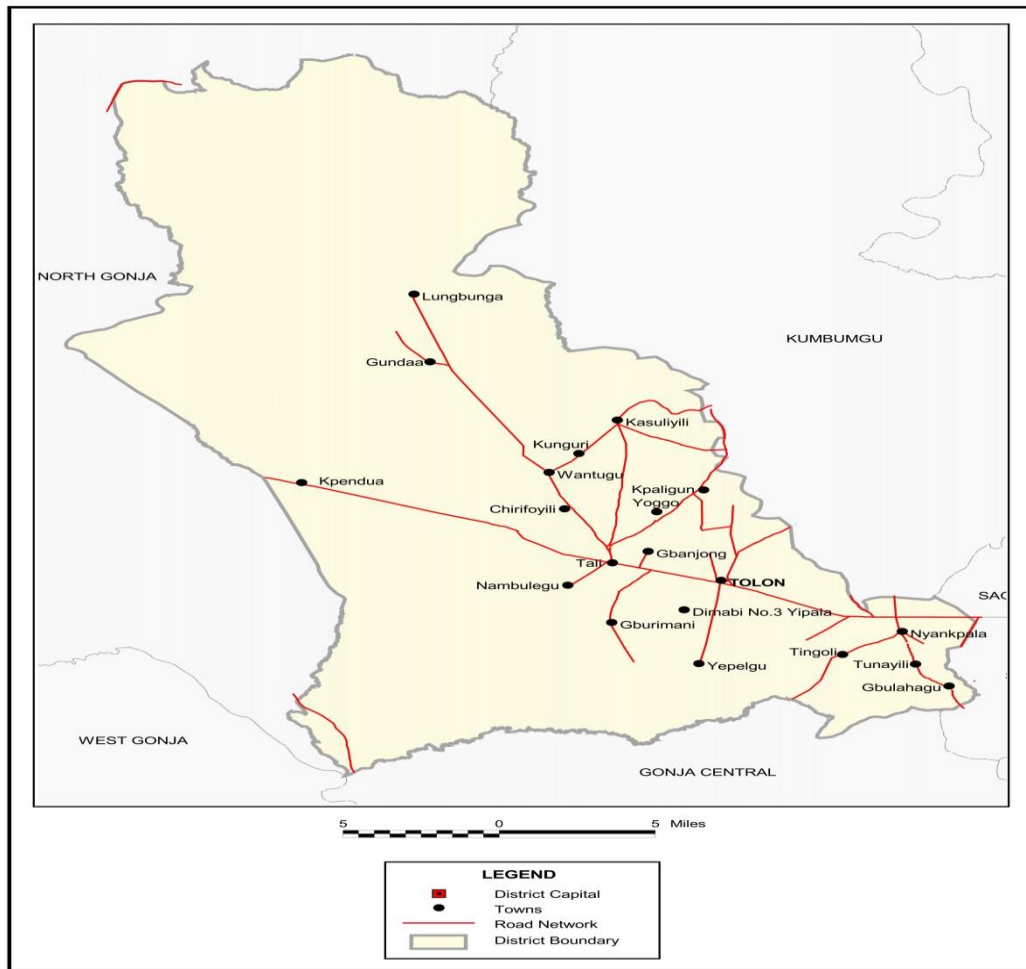 NORTH GONJA
Lungbunga
KUMBUMGU
Gundaa
Kasuliyili
Kunguri
Wantugu
Kpendua
Kpaligun
Yoggo
Chirifoyili
Gbanjong
Tali
TOLON
Nambulegu
SAG
Dimabi No.3 Yipala
Gburimani
Nyankpala
Tingoli
Tunayili
Yepelgu
Gbulahagu
WEST GONJA
GONJA CENTRAL
5 0 5 Miles
LEGEND
District Capital
Towns
Road Network
District Boundary